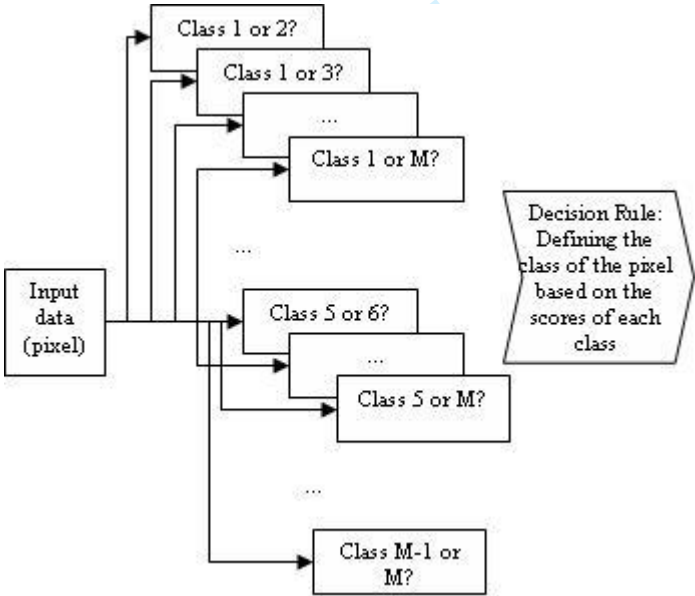 Class 1 or 2?
Class 1 or 3?
...
Class 1 or M?
...
Input
data
(pixel)
Class 5 or 6?
...
Class 5 or M?
...
Class M-1 or
M?
Decision Rule:
Defining the
class of the pixel
based on the
scores of each
class